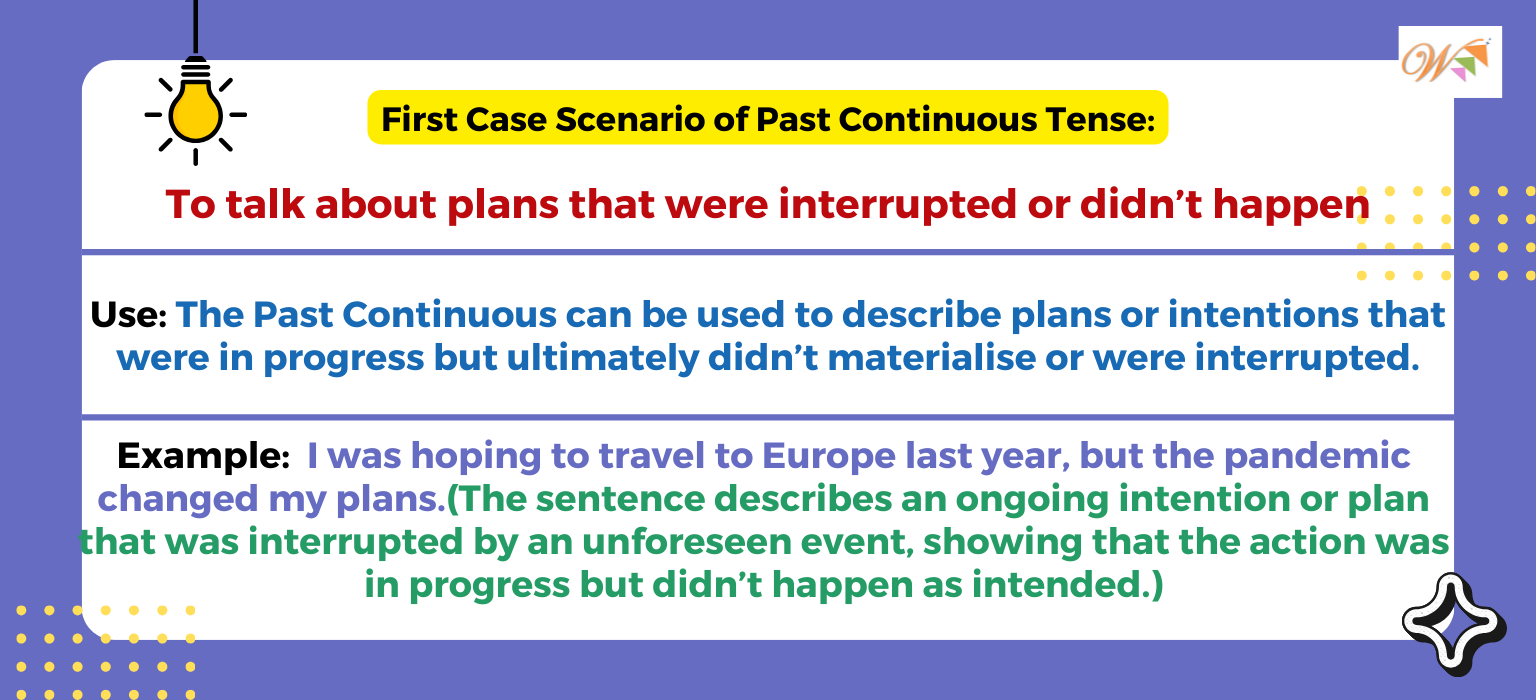 First Case Scenario of Past Continuous Tense:
To talk about plans that were interrupted or didn’t happen
Use: The Past Continuous can be used to describe plans or intentions that
were in progress but ultimately didn’t materialise or were interrupted.
Example: I was hoping to travel to Europe last year, but the pandemic
changed my plans.(The sentence describes an ongoing intention or plan
that was interrupted by an unforeseen event, showing that the action was
in progress but didn’t happen as intended.)
W